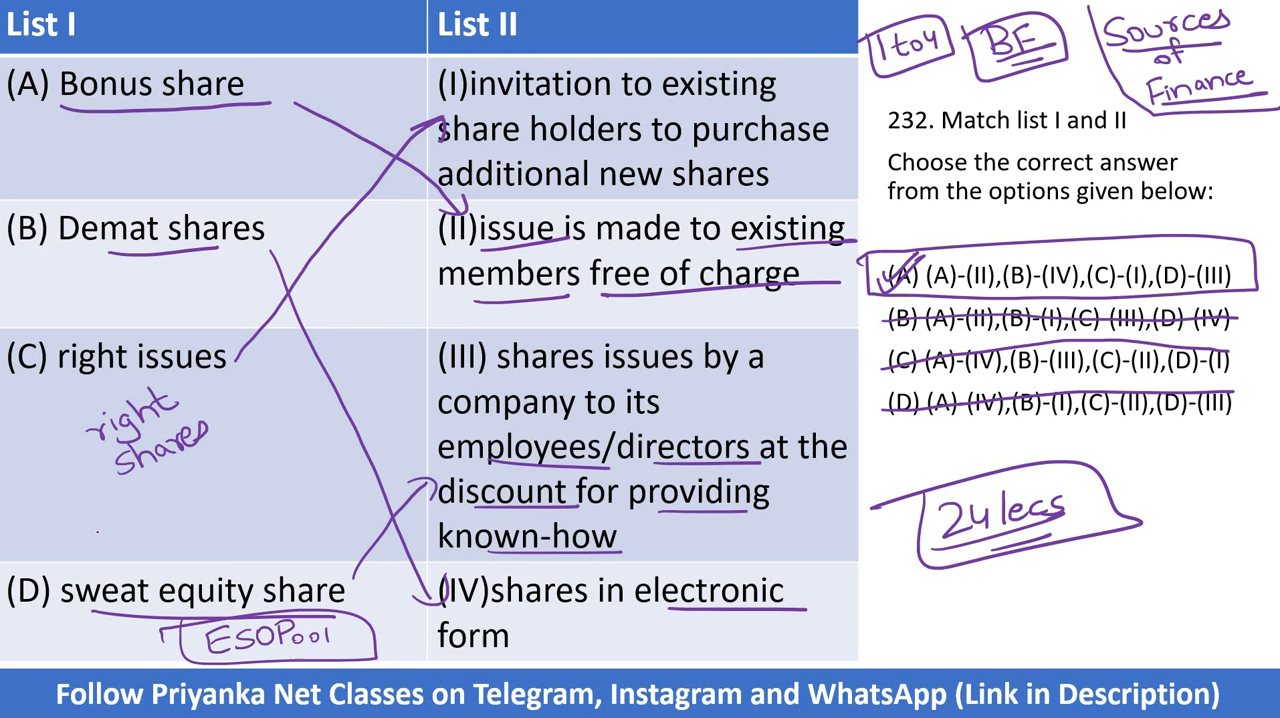 List I
List II
(A) Bonus share
(I)invitation to existing
share holders to purchase
additional new shares
(B) Demat shares
(II)issue is made to existing
members free of charge
(C) right issues
right
shares
(III) shares issues by a
company to its
employees/directors at the
discount for providing
known-how
(D) sweat equity share
ESOPool
(IV)shares in electronic
form
1 to 4
BE
Sources
of
Finance
232. Match list I and II
Choose the correct answer
from the options given below:
(A) (A)-(II),(B)-(IV),(C)-(I),(D)-(III)
(B) (A)-(II),(B)-(I),(C)-(III),(D)-(IV)
(C) (A)-(IV),(B)-(III),(C)-(II),(D)-(I)
(D) (A)-(IV),(B)-(I),(C)-(II),(D)-(III)
24 lecs
Follow Priyanka Net Classes on Telegram, Instagram and WhatsApp (Link in Description)